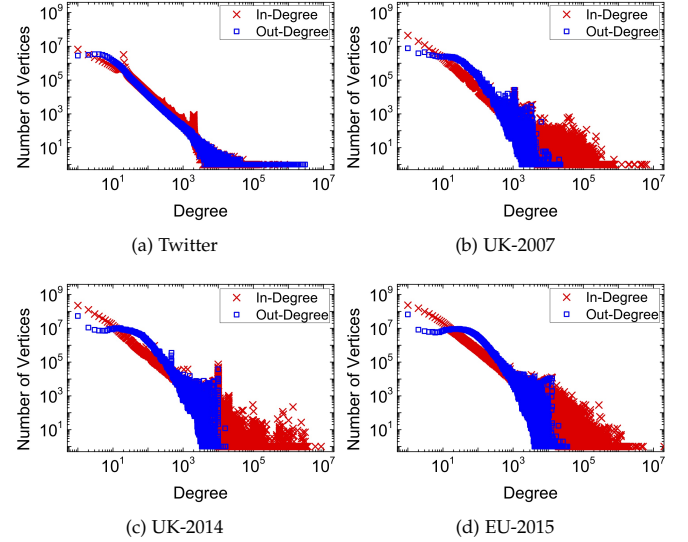 10^9
10^7
10^5
10^3
10^1
Number of Vertices
In-Degree
Out-Degree
10^1 10^3 10^5 10^7
Degree
(a) Twitter
10^9
10^7
10^5
10^3
10^1
Number of Vertices
In-Degree
Out-Degree
10^1 10^3 10^5 10^7
Degree
(b) UK-2007
10^9
10^7
10^5
10^3
10^1
Number of Vertices
In-Degree
Out-Degree
10^1 10^3 10^5 10^7
Degree
(c) UK-2014
10^9
10^7
10^5
10^3
10^1
Number of Vertices
In-Degree
Out-Degree
10^1 10^3 10^5 10^7
Degree
(d) EU-2015